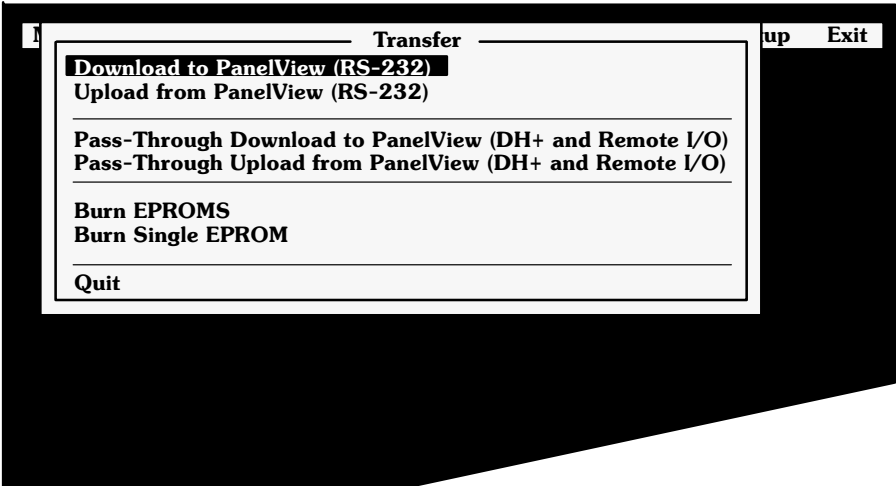 Transfer
tup Exit
Download to PanelView (RS-232)
Upload from PanelView (RS-232)
Pass-Through Download to PanelView (DH+ and Remote I/O)
Pass-Through Upload from PanelView (DH+ and Remote I/O)
Burn EPROMS
Burn Single EPROM
Quit